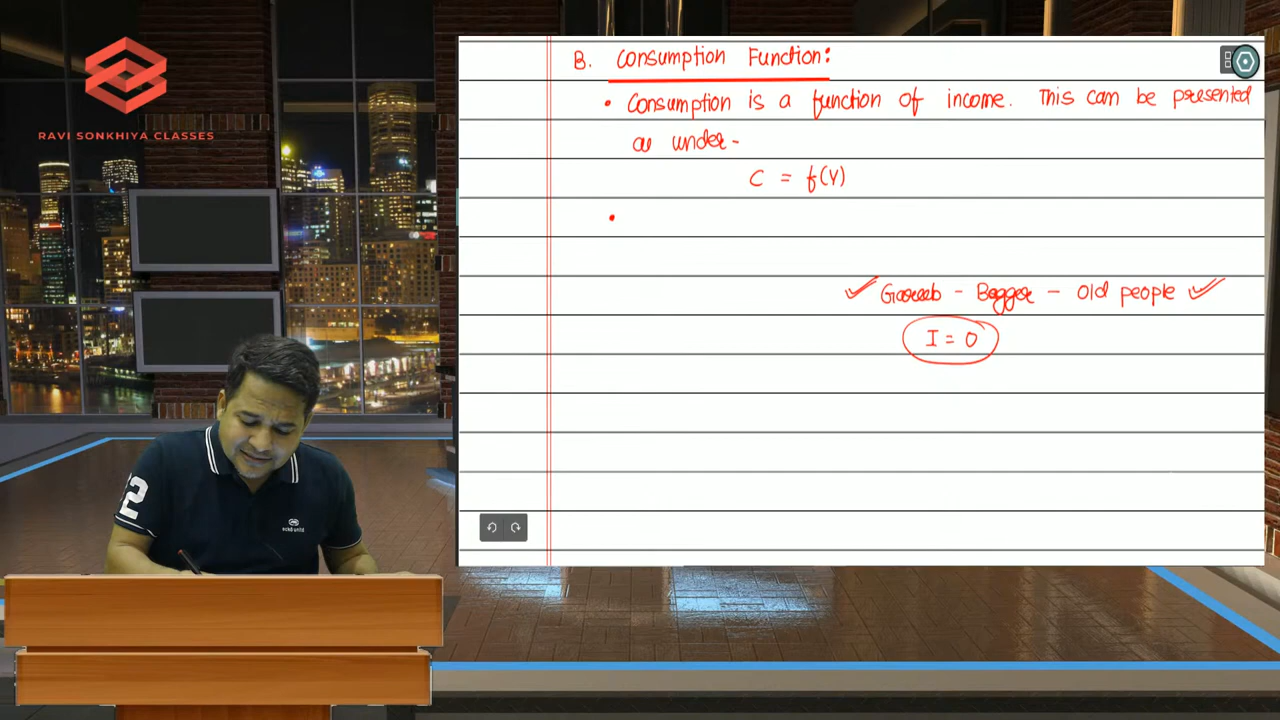 RAVI SONKHIYA CLASSES
B. Consumption Function:
• Consumption is a function of income. This can be presented
as under-
C = f(Y)
•
Gareeb - Begger - Old people
I = 0